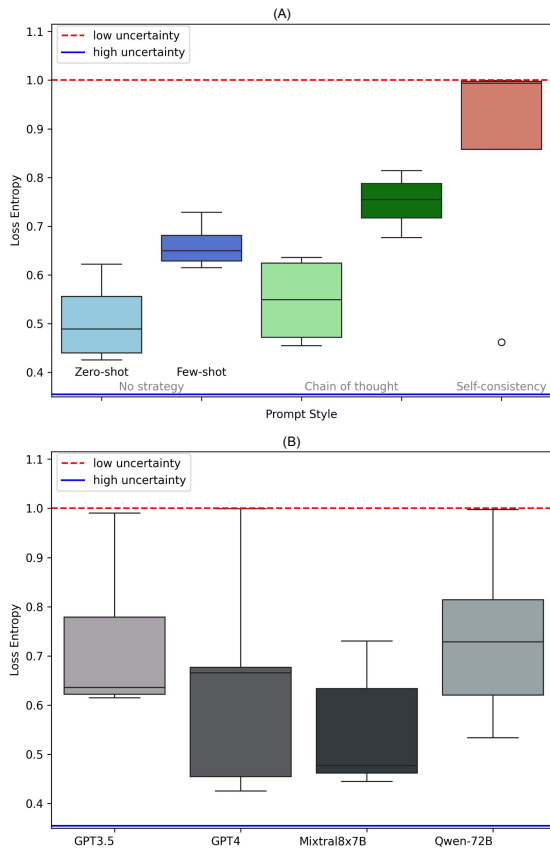 (A)
low uncertainty
high uncertainty
1.1
1.0
0.9
0.8
0.7
0.6
0.5
0.4
Loss Entropy
Zero-shot Few-shot
No strategy Chain of thought Self-consistency
Prompt Style
(B)
low uncertainty
high uncertainty
1.1
1.0
0.9
0.8
0.7
0.6
0.5
0.4
Loss Entropy
GPT3.5 GPT4 Mixtral8x7B Qwen-72B